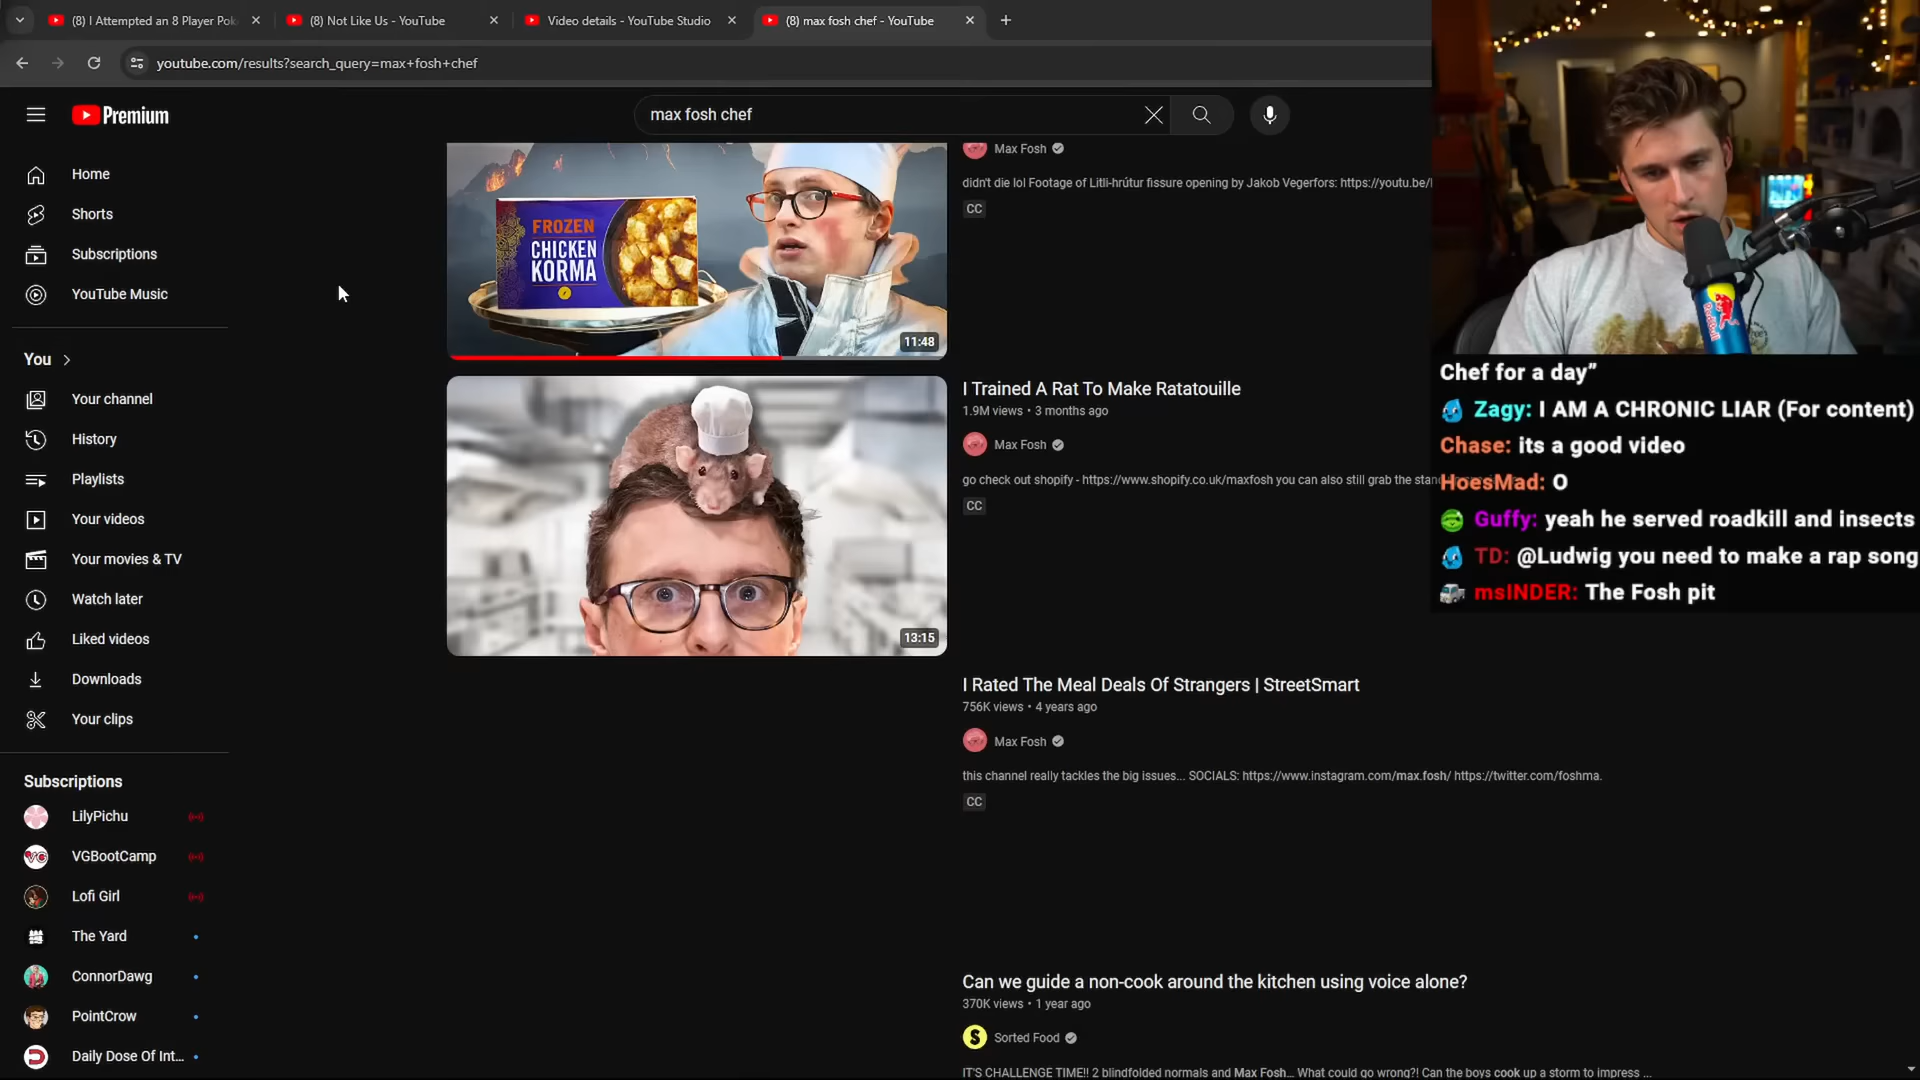 (8) I Attempted an 8 Player Pok
(8) Not Like Us - YouTube
Video details - YouTube Studio
(8) max fosh chef - YouTube
youtube.com/results?search_query=max+fosh+chef
Premium
max fosh chef
Home
Shorts
Subscriptions
YouTube Music
You
Your channel
History
Playlists
Your videos
Your movies & TV
Watch later
Liked videos
Downloads
Your clips
Subscriptions
LilyPichu
VGBootCamp
Lofi Girl
The Yard
ConnorDawg
PointCrow
Daily Dose Of Int...
FROZEN
CHICKEN
KORMA
11:48
Max Fosh
didn't die lol Footage of Litli-hrútur fissure opening by Jakob Vegerfors: https://youtu.be/
CC
13:15
I Trained A Rat To Make Ratatouille
1.9M views • 3 months ago
Max Fosh
go check out shopify - https://www.shopify.co.uk/maxfosh you can also still grab the
CC
I Rated The Meal Deals Of Strangers | StreetSmart
756K views • 4 years ago
Max Fosh
this channel really tackles the big issues... SOCIALS: https://www.instagram.com/max.fosh/ https://twitter.com/foshma.
CC
Can we guide a non-cook around the kitchen using voice alone?
370K views • 1 year ago
Sorted Food
IT'S CHALLENGE TIME!! 2 blindfolded normals and Max Fosh... What could go wrong?! Can the boys cook up a storm to impress ...
RedBull
Chef for a day”
Zagy: I AM A CHRONIC LIAR (For content)
Chase: its a good video
HoesMad: O
Guffy: yeah he served roadkill and insects
TD: @Ludwig you need to make a rap song
msINDER: The Fosh pit